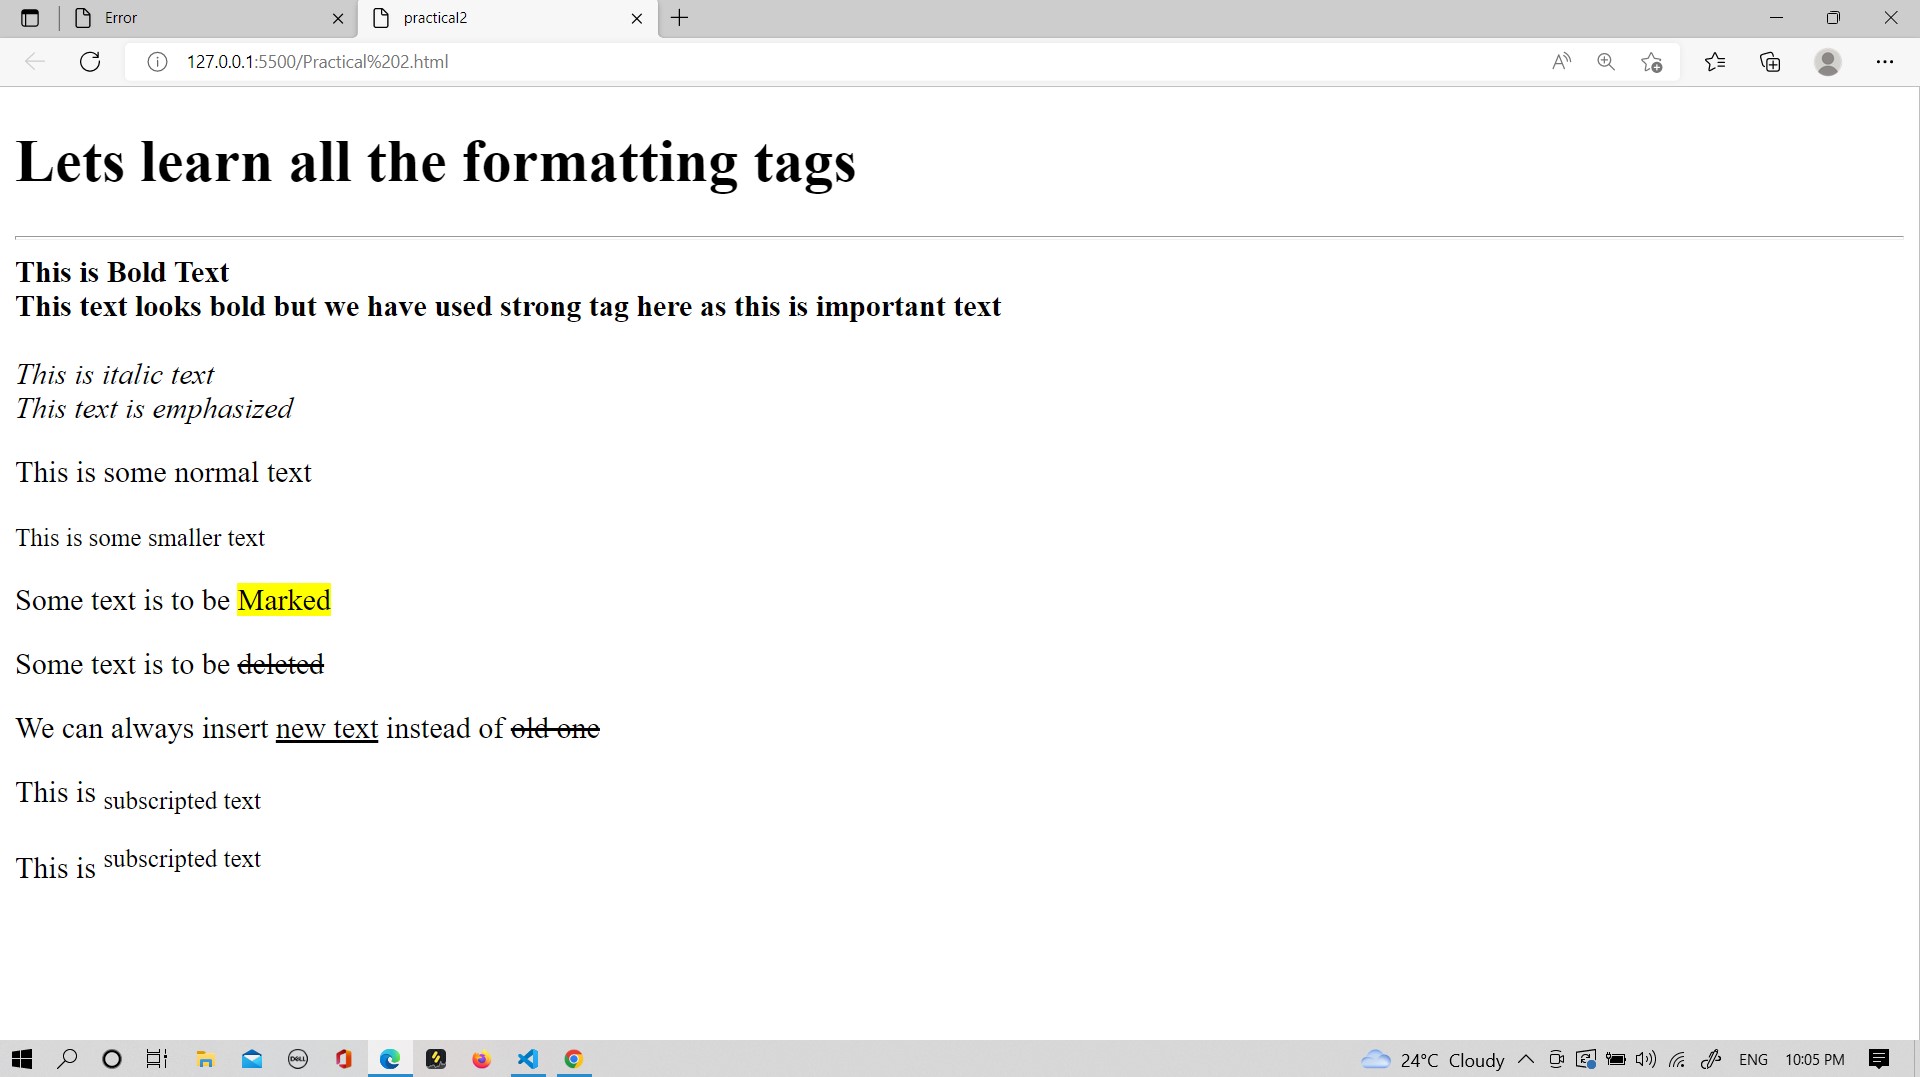 Error
practical2
127.0.0.1:5500/Practical%202.html
Lets learn all the formatting tags
This is Bold Text
This text looks bold but we have used strong tag here as this is important text
This is italic text
This text is emphasized
This is some normal text
This is some smaller text
Some text is to be Marked
Some text is to be deleted
We can always insert new text instead of old one
This is subscripted text
This is subscripted text
DELL
24°C Cloudy ENG 10:05 PM